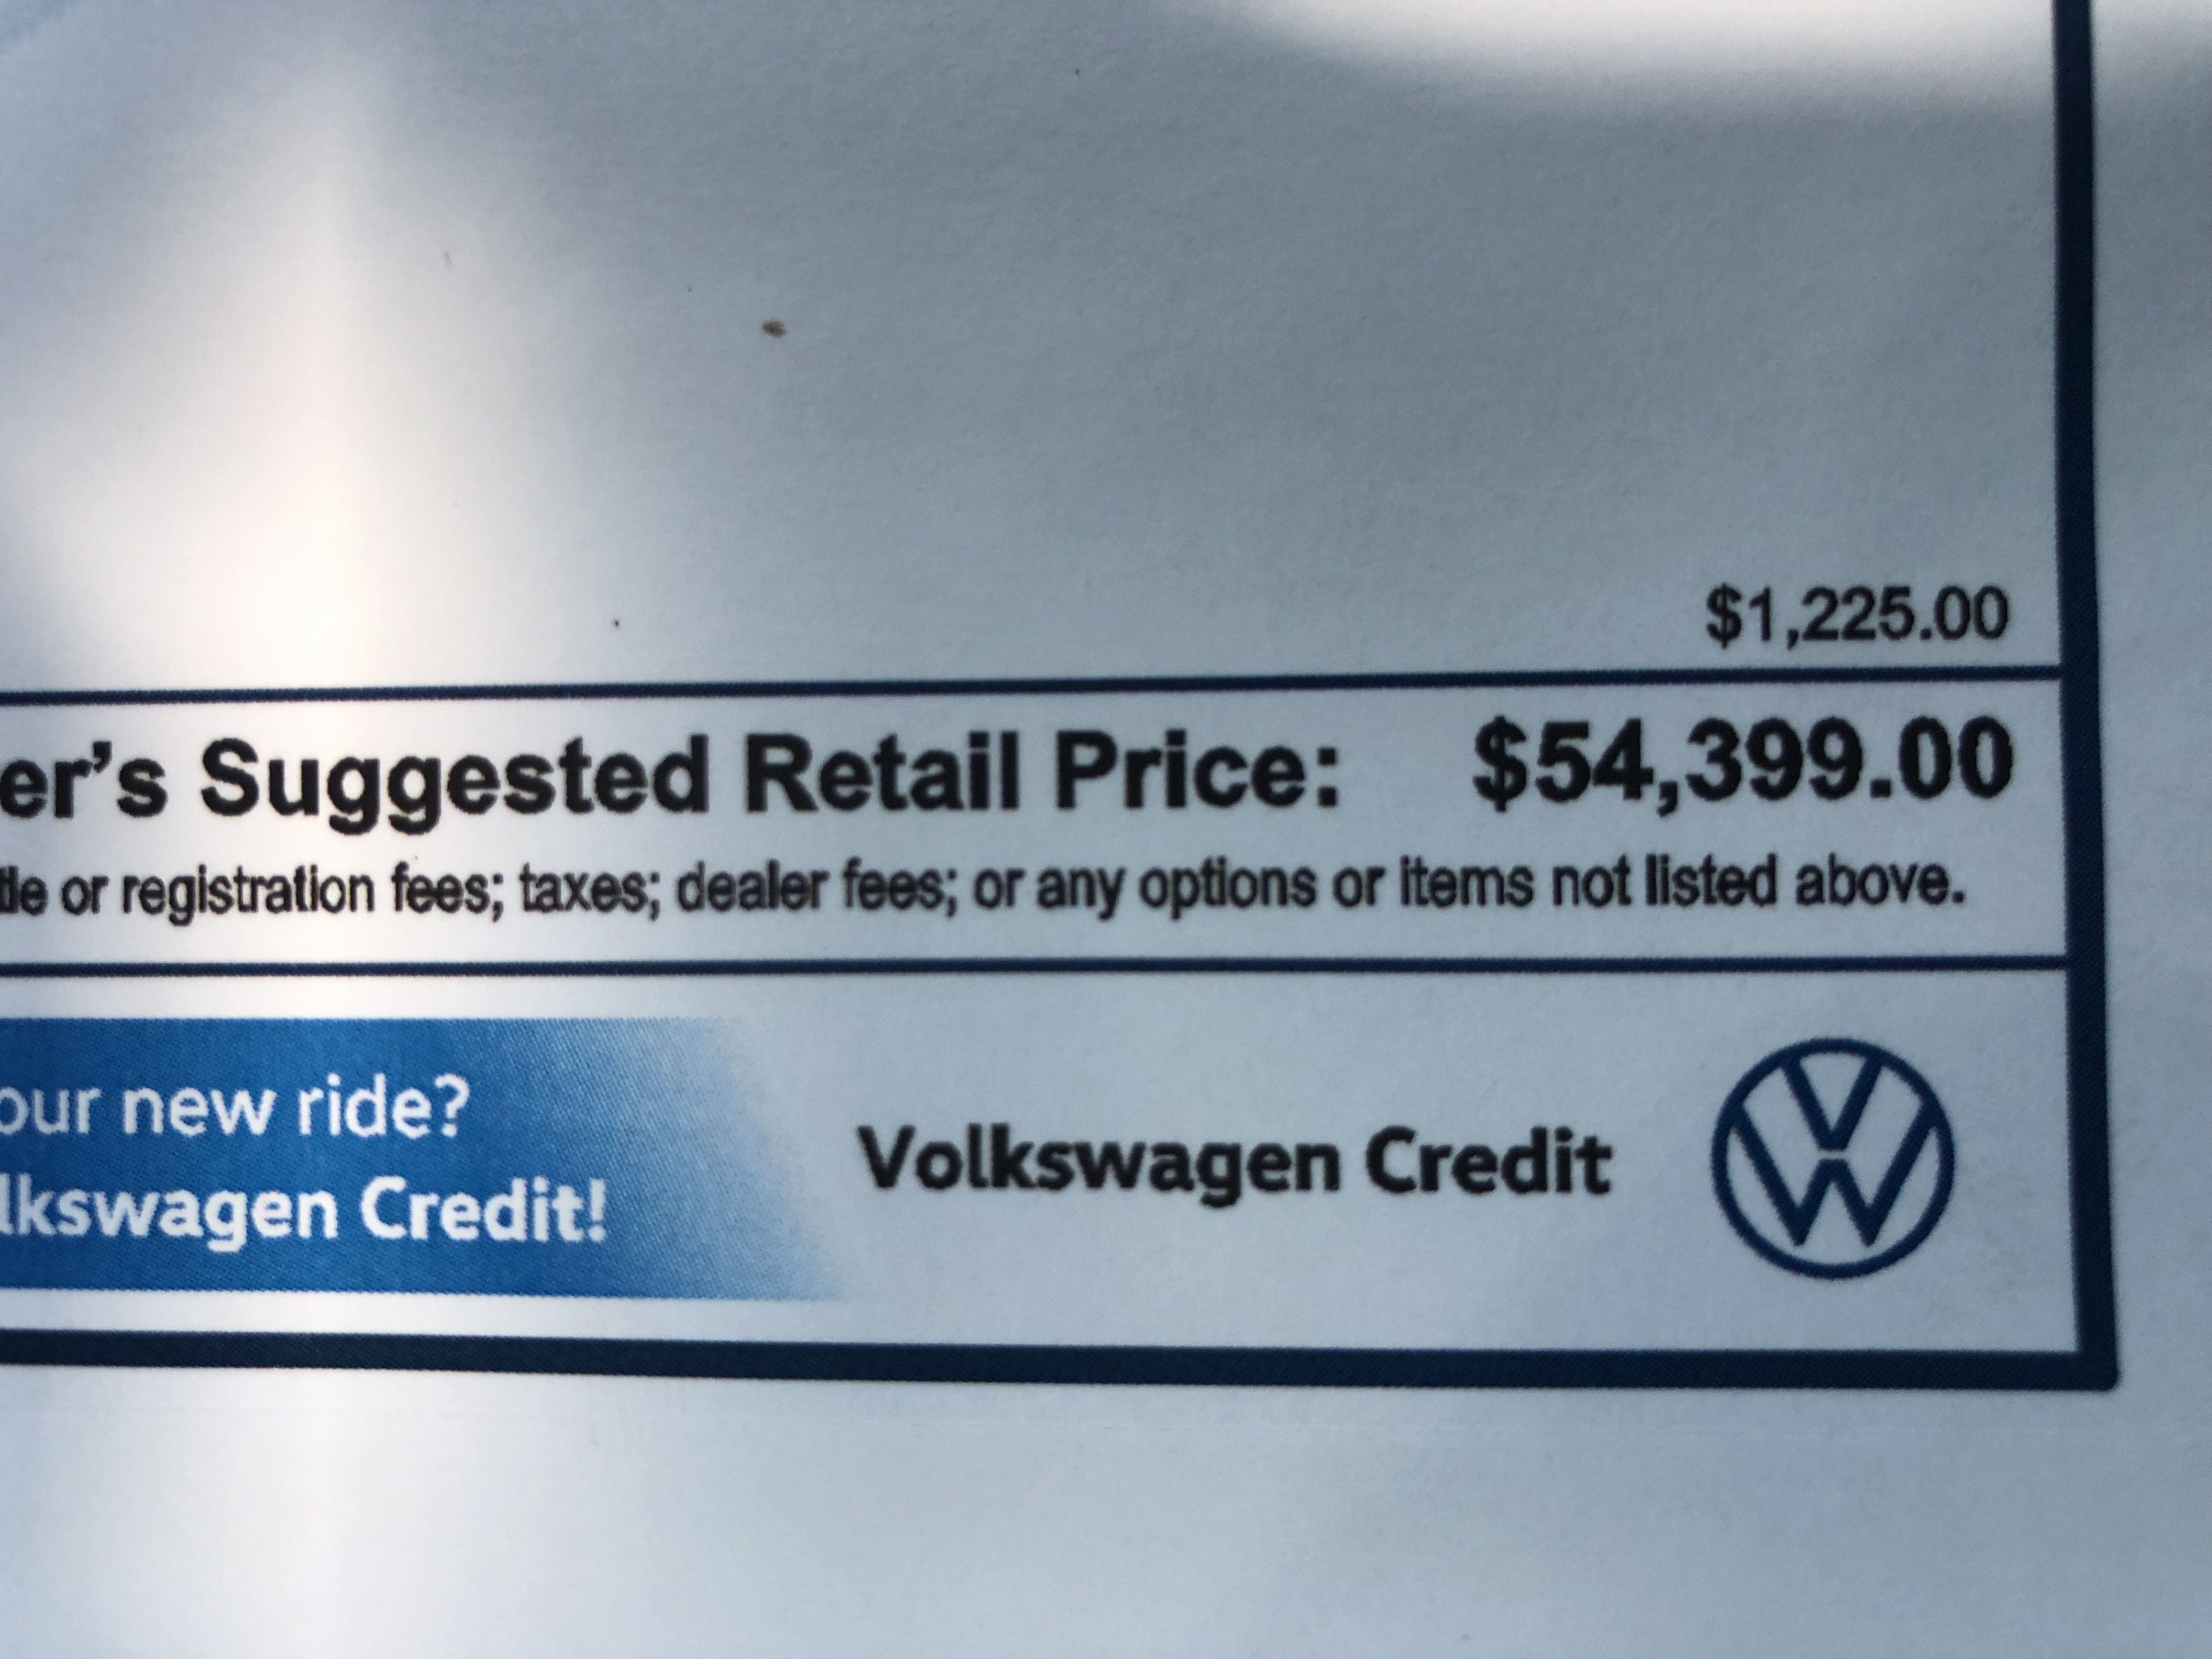 $1,225.00
er's Suggested Retail Price: $54,399.00
tle or registration fees; taxes; dealer fees; or any options or items not listed above.
our new ride?
lkswagen Credit!
Volkswagen Credit